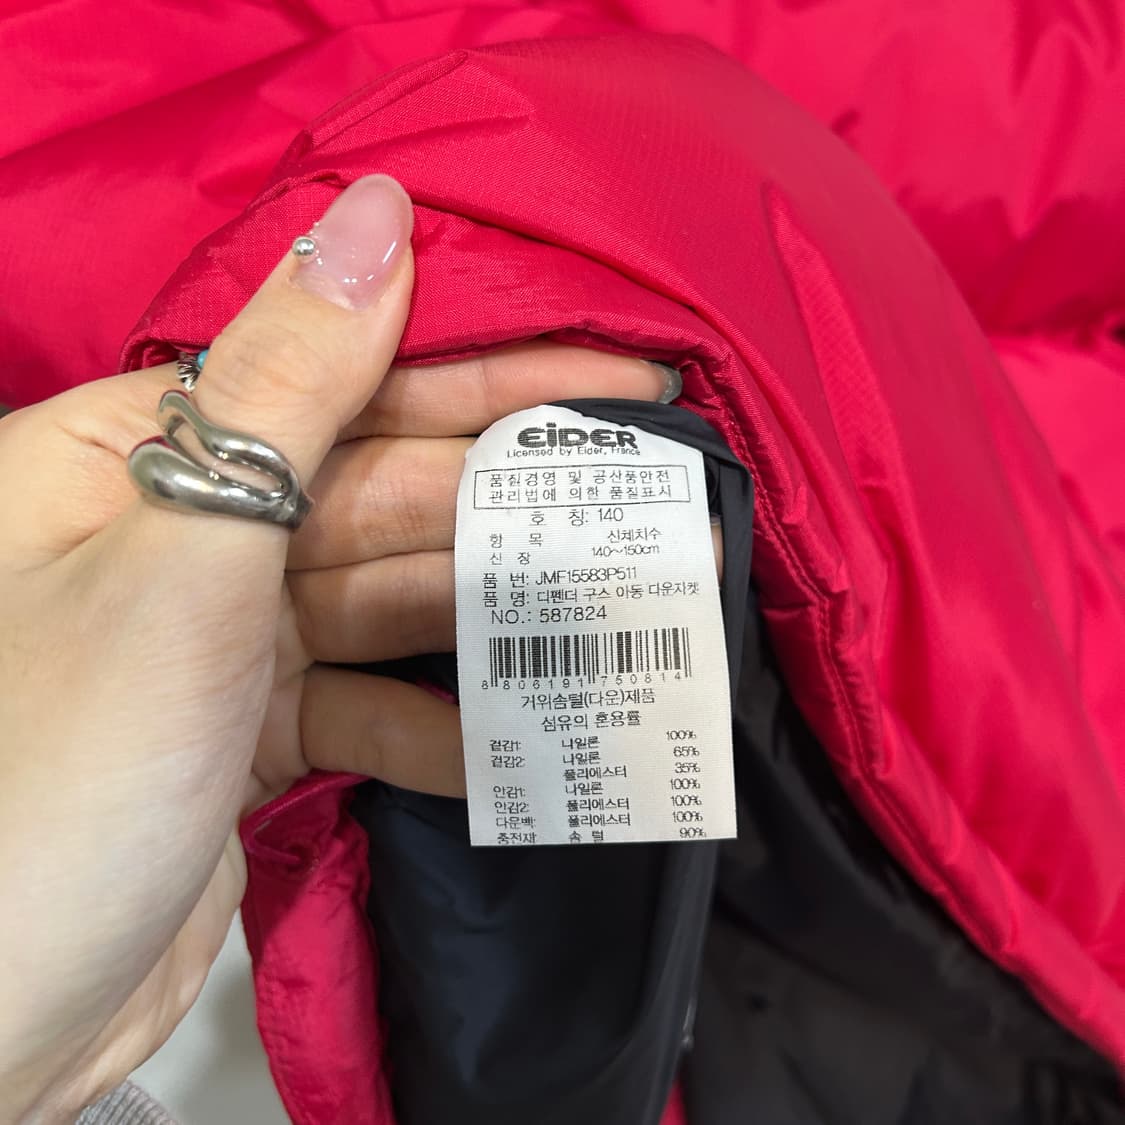 EiDER
Licensed by Eider, France
품질경영 및 공산품안전
관리법에 의한 품질표시
호 칭: 140
항 목 신체치수
신 장 140~150cm
품 번: JMF15583P511
품 명: 디펜더 구스 아동 다운자켓
NO.: 587824
8 806191 750814
거위솜털(다운)제품
섬유의 혼용률
겉감1: 나일론 100%
겉감2: 나일론 65%
폴리에스터 35%
안감1: 나일론 100%
안감2: 폴리에스터 100%
다운백: 폴리에스터 100%
충전재: 솜 털 90%